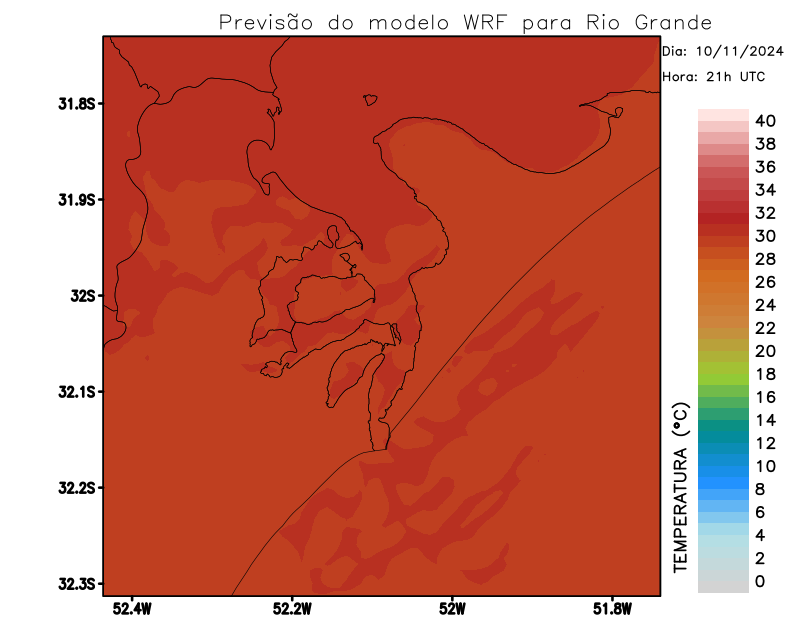 Previsão do modelo WRF para Rio Grande
Dia: 10/11/2024
Hora: 21h UTC
31.8S
31.9S
32S
32.1S
32.2S
32.3S
52.4W
52.2W
52W
51.8W
TEMPERATURA (ºC)
40
38
36
34
32
30
28
26
24
22
20
18
16
14
12
10
8
6
4
2
0